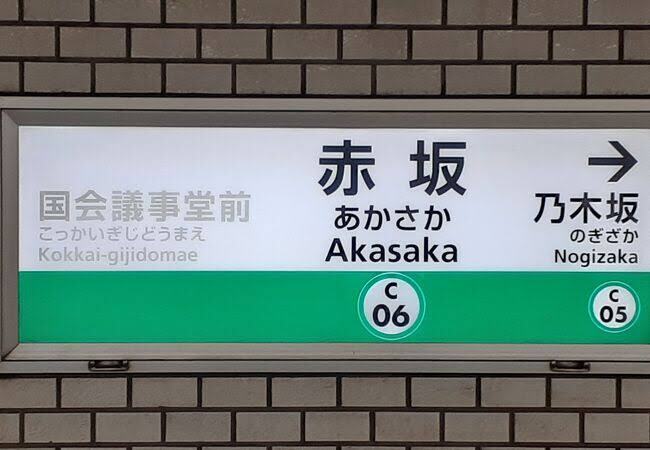 国会議事堂前
こっかいぎじどうまえ
Kokkai-gijidomae
赤坂
あかさか
Akasaka
C
06
→
乃木坂
のぎざか
Nogizaka
C
05